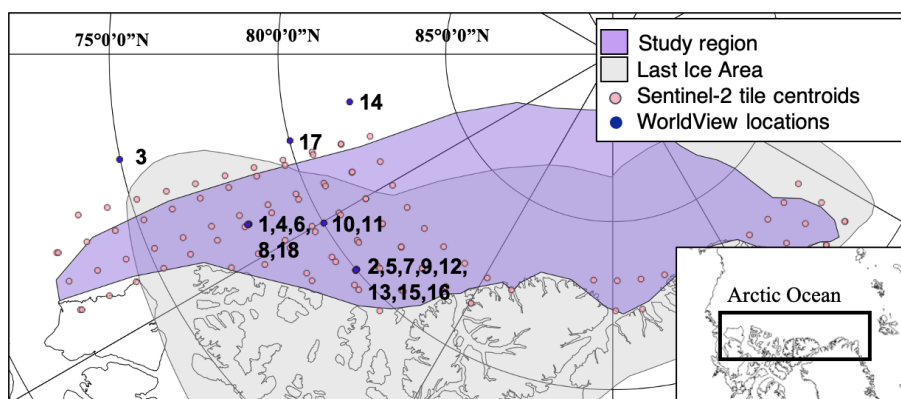 75°0’0”N
80°0’0”N
85°0’0”N
Study region
Last Ice Area
Sentinel-2 tile centroids
WorldView locations
14
17
3
1,4,6,
8,18
10,11
2,5,7,9,12,
13,15,16
Arctic Ocean